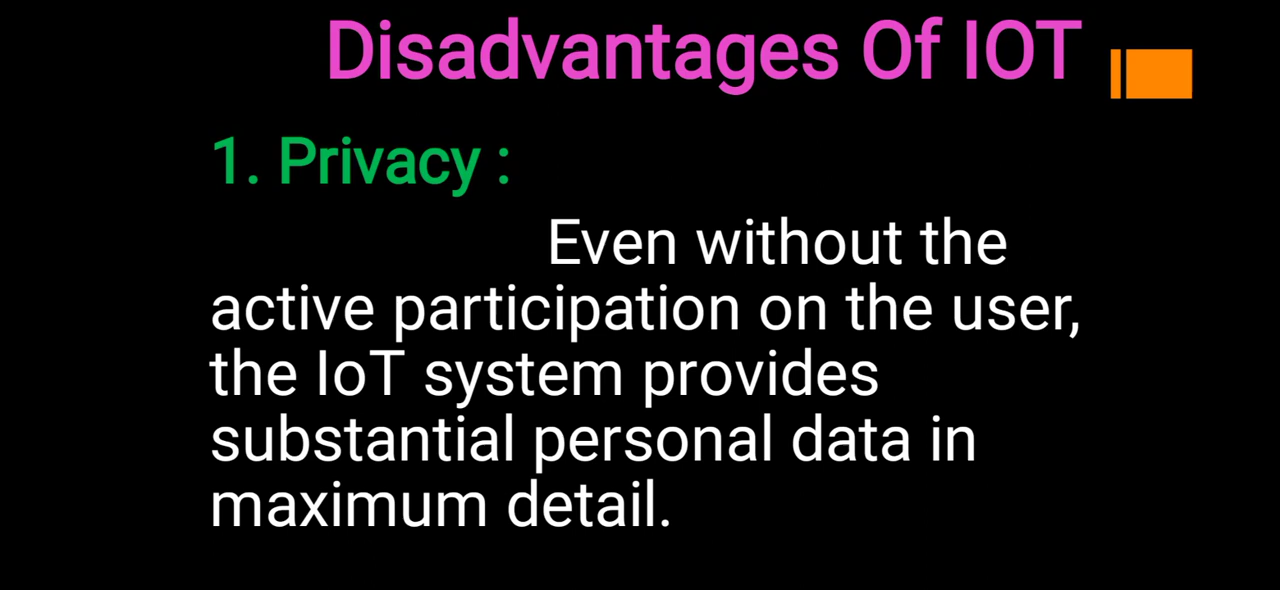 Disadvantages Of IOT
1. Privacy :
Even without the
active participation on the user,
the IoT system provides
substantial personal data in
maximum detail.